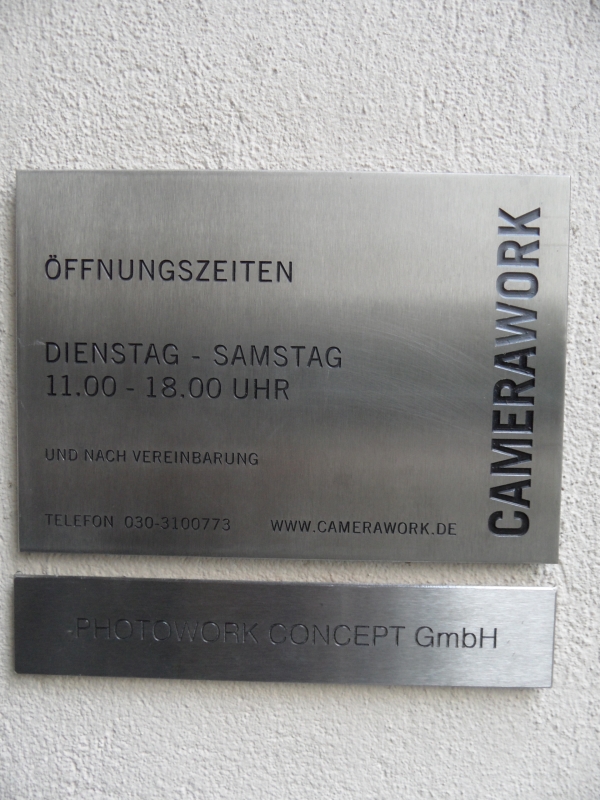 ÖFFNUNGSZEITEN
DIENSTAG - SAMSTAG
11.00 - 18.00 UHR
UND NACH VEREINBARUNG
TELEFON 030-3100773 WWW.CAMERAWORK.DE
CAMERAWORK
PHOTOWORK CONCEPT GmbH